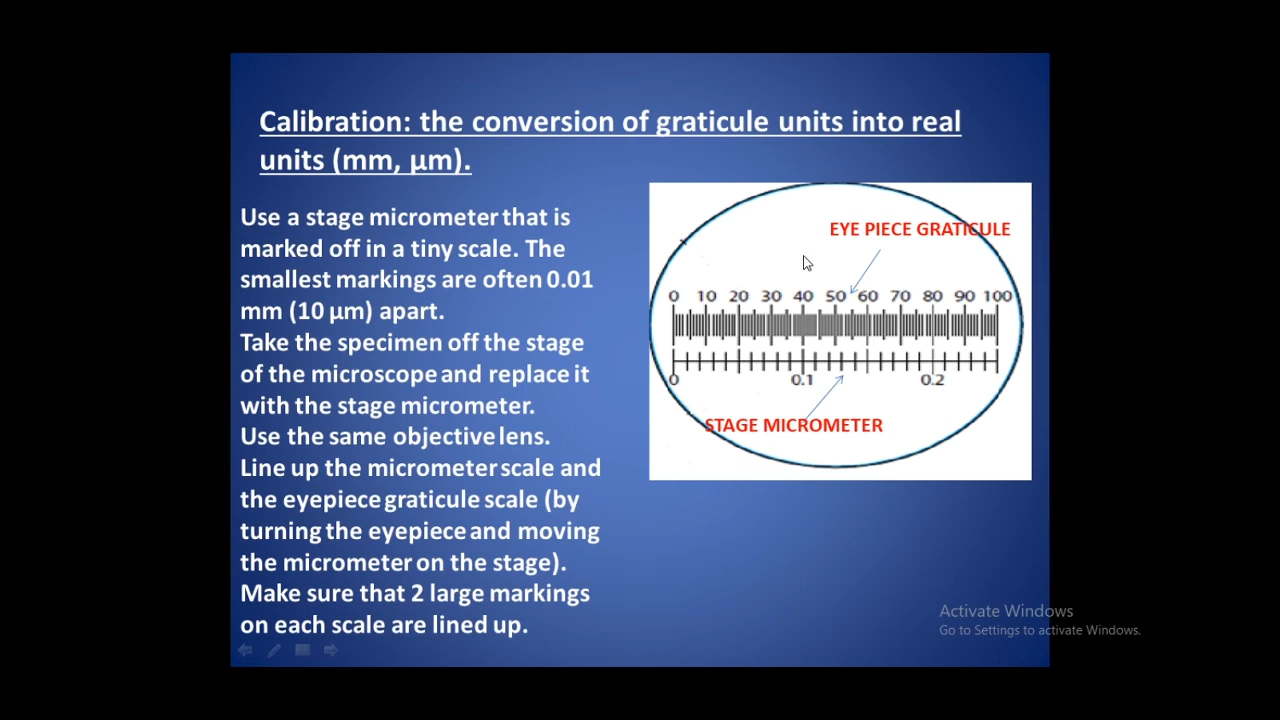 Calibration: the conversion of graticule units into real
units (mm, µm).
Use a stage micrometer that is
marked off in a tiny scale. The
smallest markings are often 0.01
mm (10 µm) apart.
Take the specimen off the stage
of the microscope and replace it
with the stage micrometer.
Use the same objective lens.
Line up the micrometer scale and
the eyepiece graticule scale (by
turning the eyepiece and moving
the micrometer on the stage).
Make sure that 2 large markings
on each scale are lined up.
EYE PIECE GRATICULE
0 10 20 30 40 50 60 70 80 90 100
0 0.1 0.2
STAGE MICROMETER
Activate Windows
Go to Settings to activate Windows.